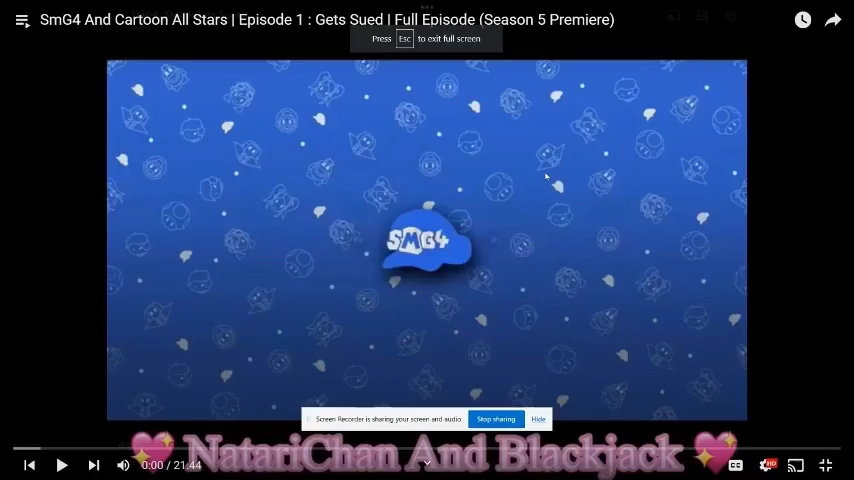 SmG4 And Cartoon All Stars | Episode 1 : Gets Sued | Full Episode (Season 5 Premiere)
Press Esc to exit full screen
SMG4
Screen Recorder is sharing your screen and audio.
Stop sharing
Hide
NatariChan And Blackjack
0:00 / 21:44
CC
HD